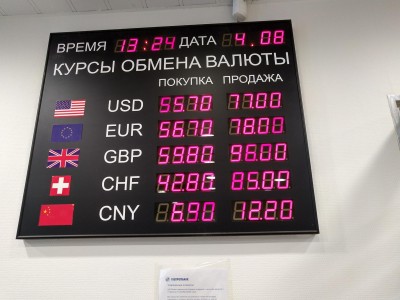 ВРЕМЯ 13:24 ДАТА 4.08
КУРСЫ ОБМЕНА ВАЛЮТЫ
ПОКУПКА ПРОДАЖА
USD 55.70 77.00
EUR 56.70 78.00
GBP 59.80 96.00
CHF 52.80 85.00
CNY 6.90 12.20